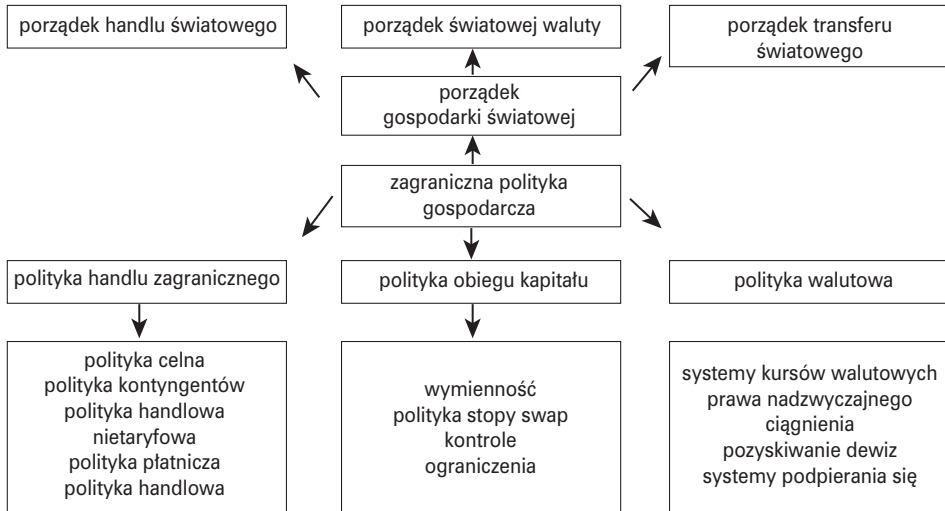 porządek handlu światowego
porządek światowej waluty
porządek transferu
światowego
porządek
gospodarki światowej
zagraniczna polityka
gospodarcza
polityka handlu zagranicznego
polityka obiegu kapitału
polityka walutowa
polityka celna
polityka kontyngentów
polityka handlowa
nietaryfowa
polityka płatnicza
polityka handlowa
wymienność
polityka stopy swap
kontrole
ograniczenia
systemy kursów walutowych
prawa nadzwyczajnego
ciągnienia
pozyskiwanie dewiz
systemy podpierania się